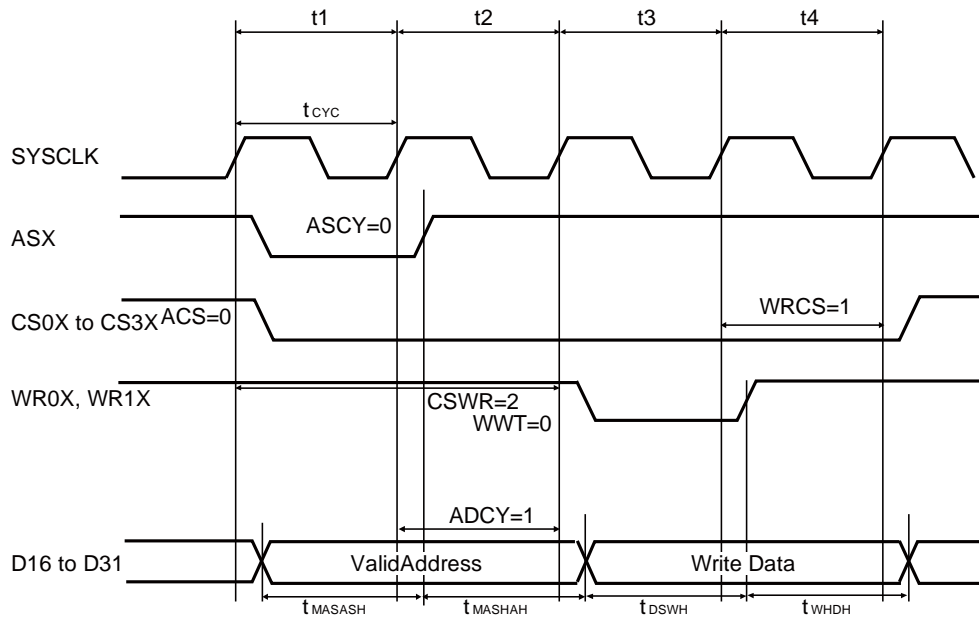 t1 t2 t3 t4
tCYC
SYSCLK
ASCY=0
ASX
WRCS=1
CS0X to CS3X ACS=0
WR0X, WR1X
CSWR=2
WWT=0
ADCY=1
D16 to D31 ValidAddress Write Data
tMASASH tMASHAH tDSWH tWHDH